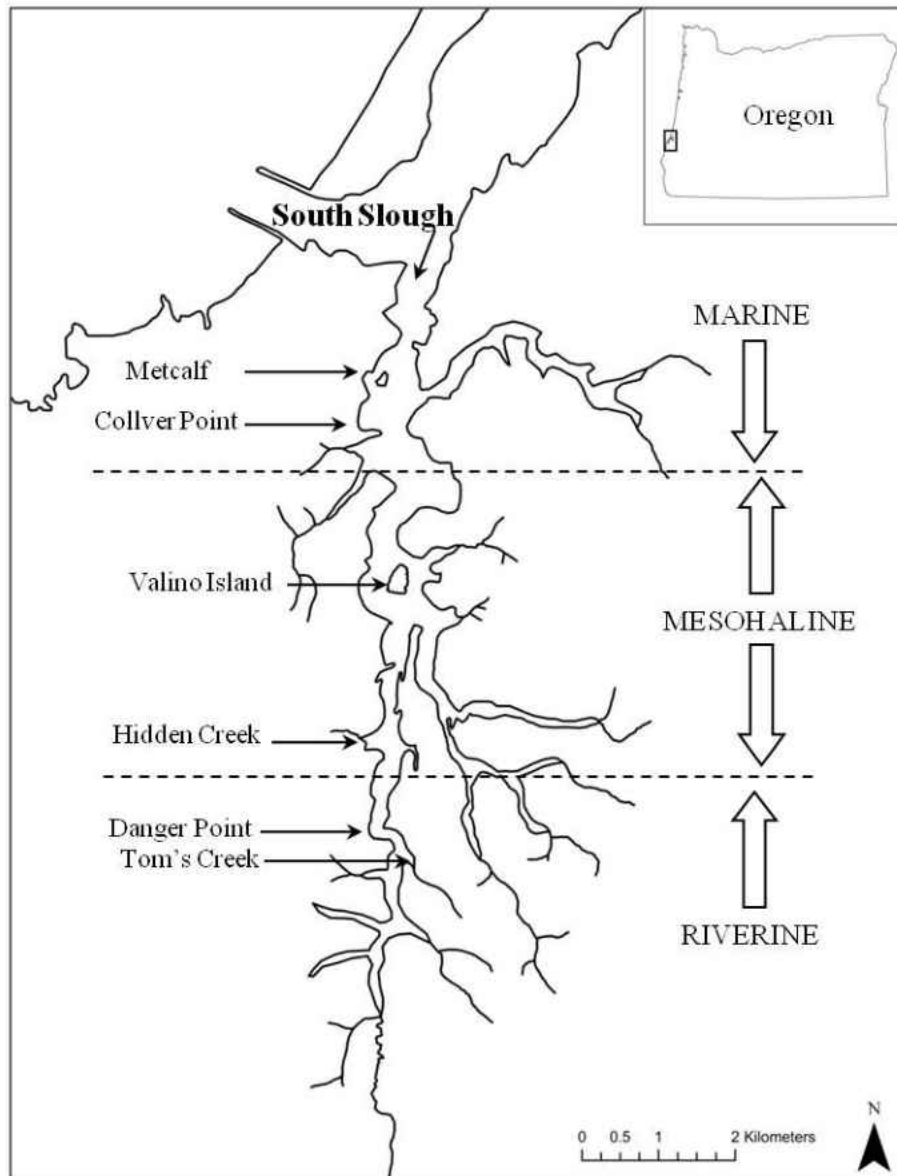 Oregon
South Slough
MARINE
Metcalf
Collver Point
Valino Island
MESOHALINE
Hidden Creek
Danger Point
Tom's Creek
RIVERINE
N
0 0.5 1 2 Kilometers